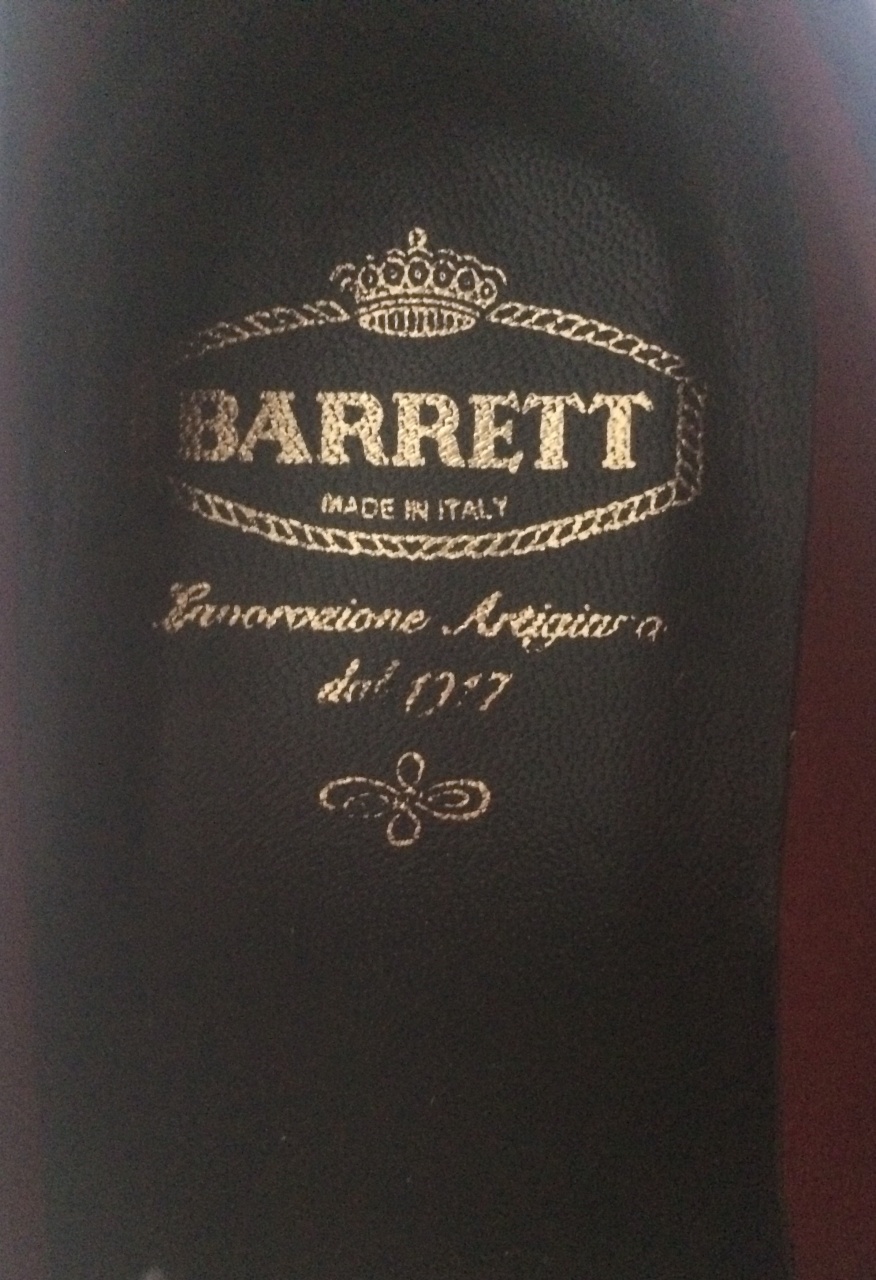 BARRETT
MADE IN ITALY
Lavorazione Artigiana
dal